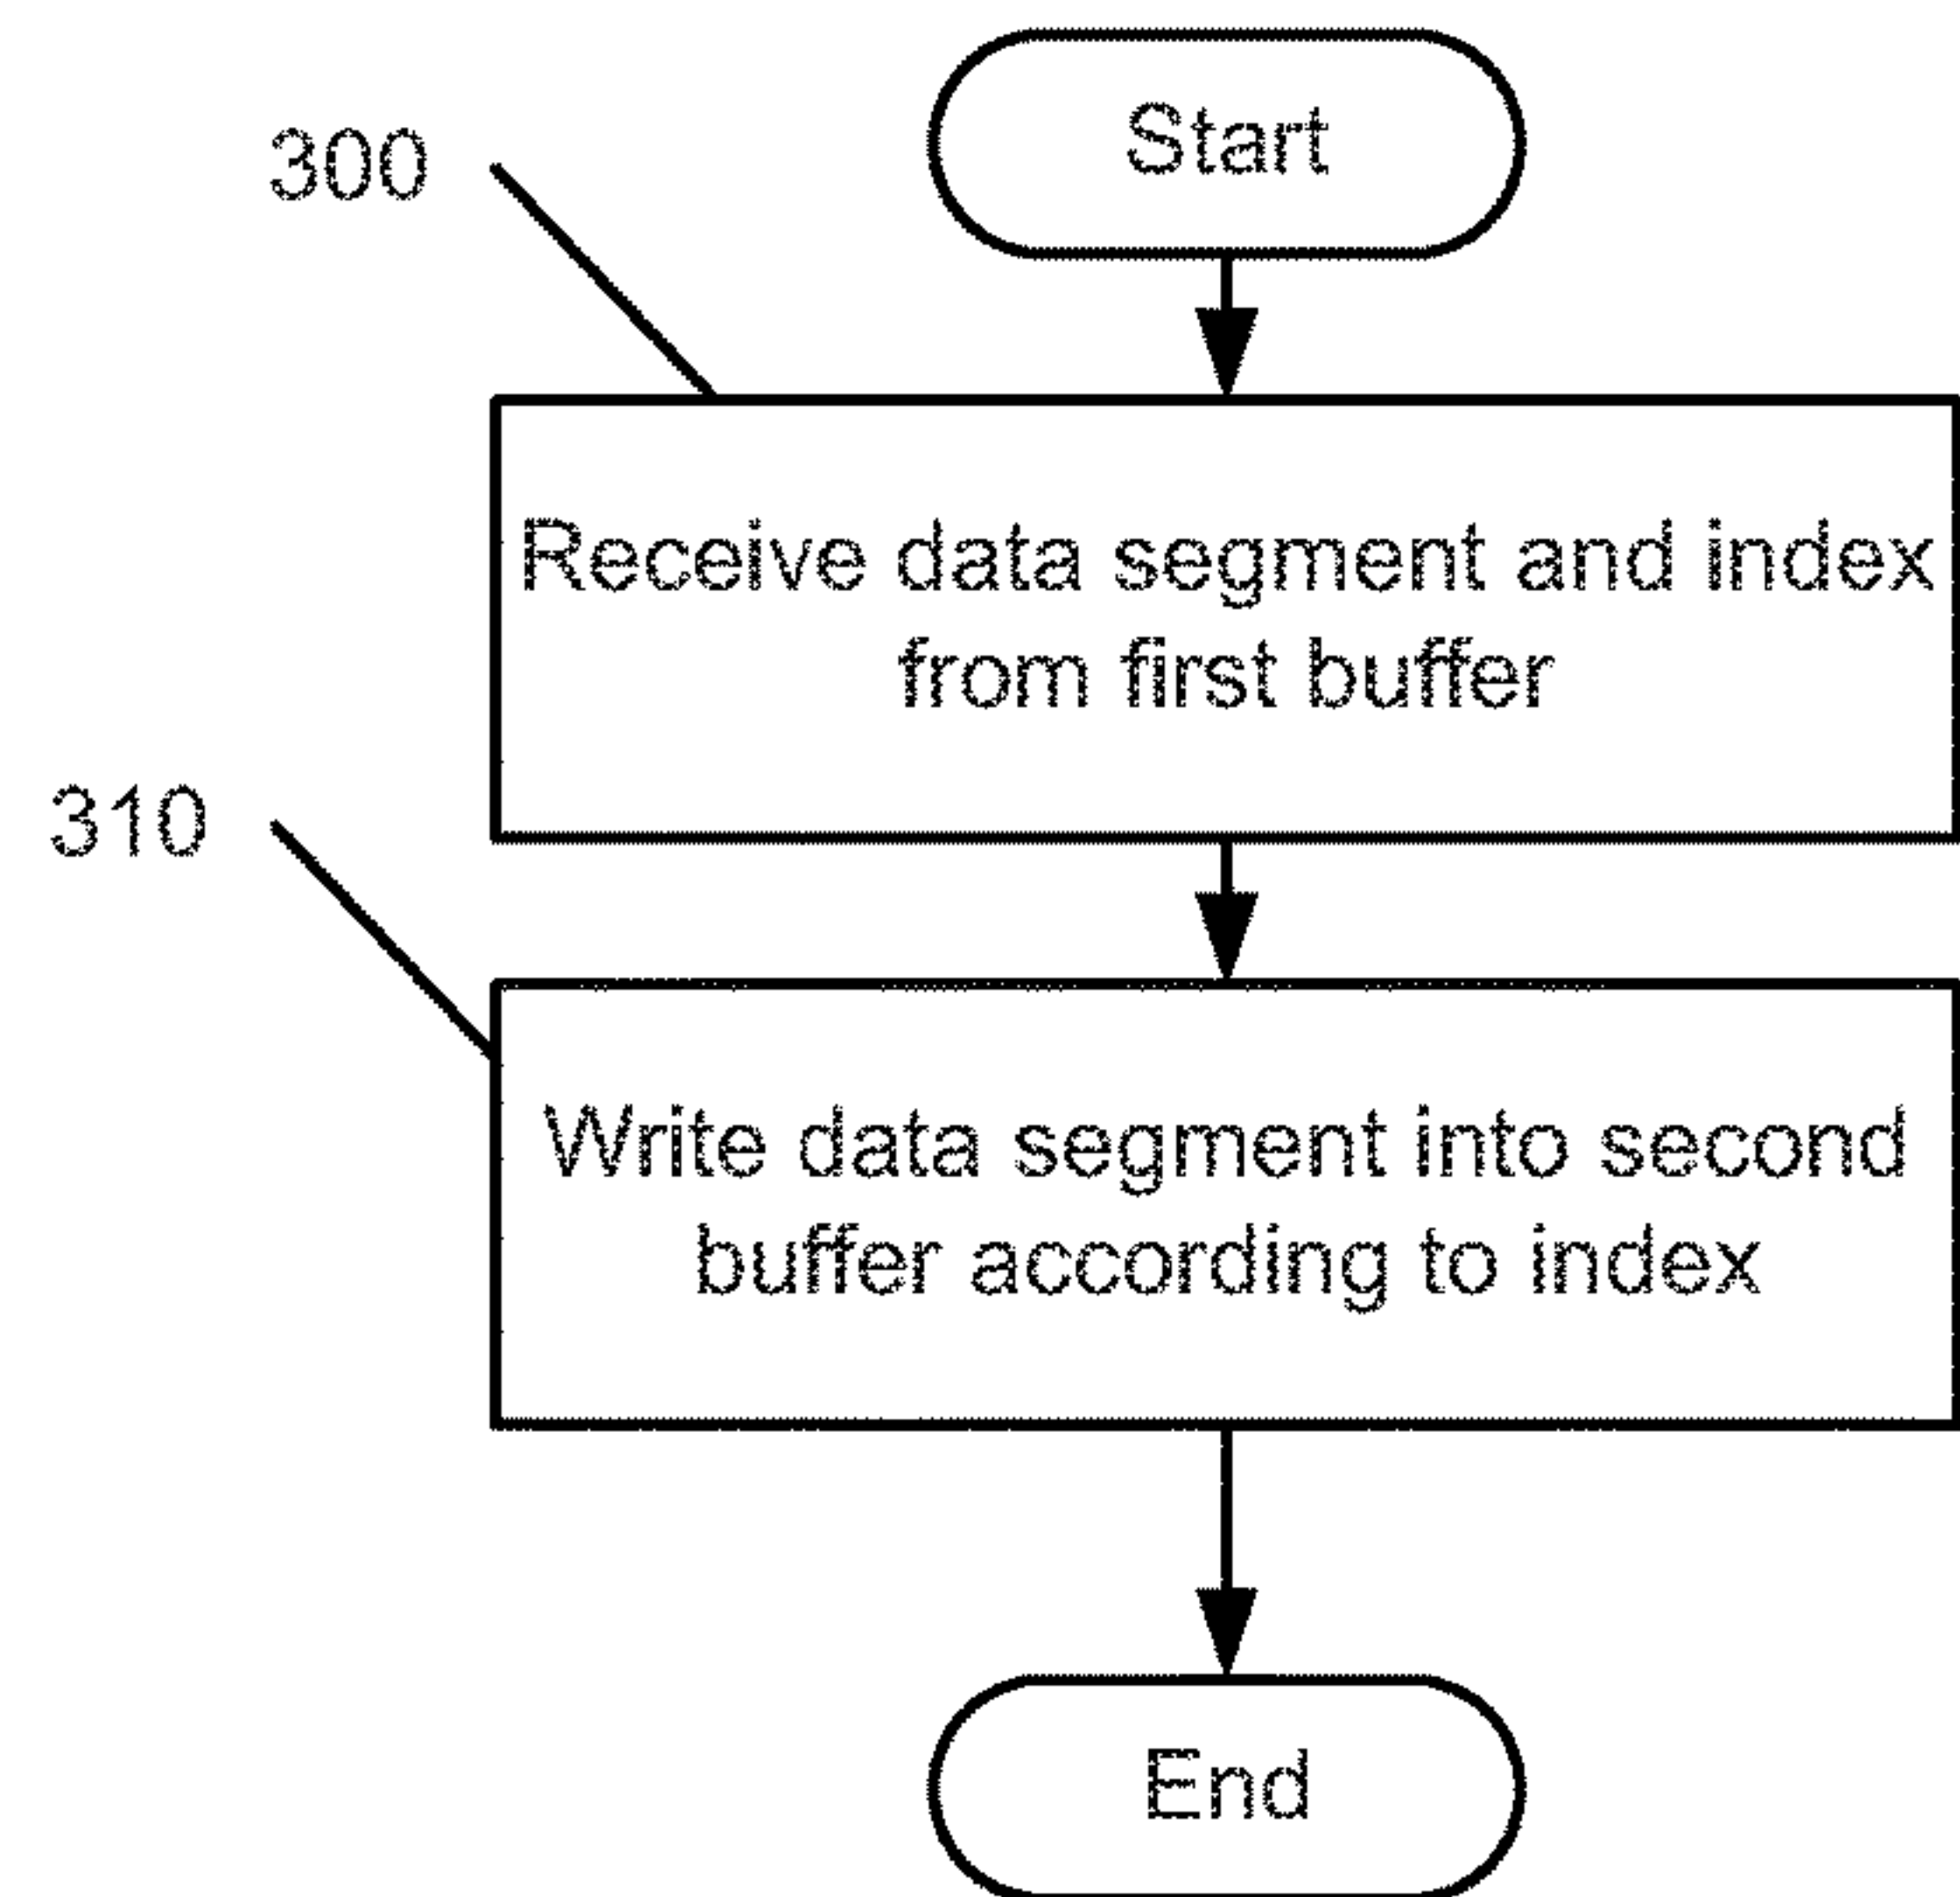 Start
300
Receive data segment and index
from first buffer
310
Write data segment into second
buffer according to index
End